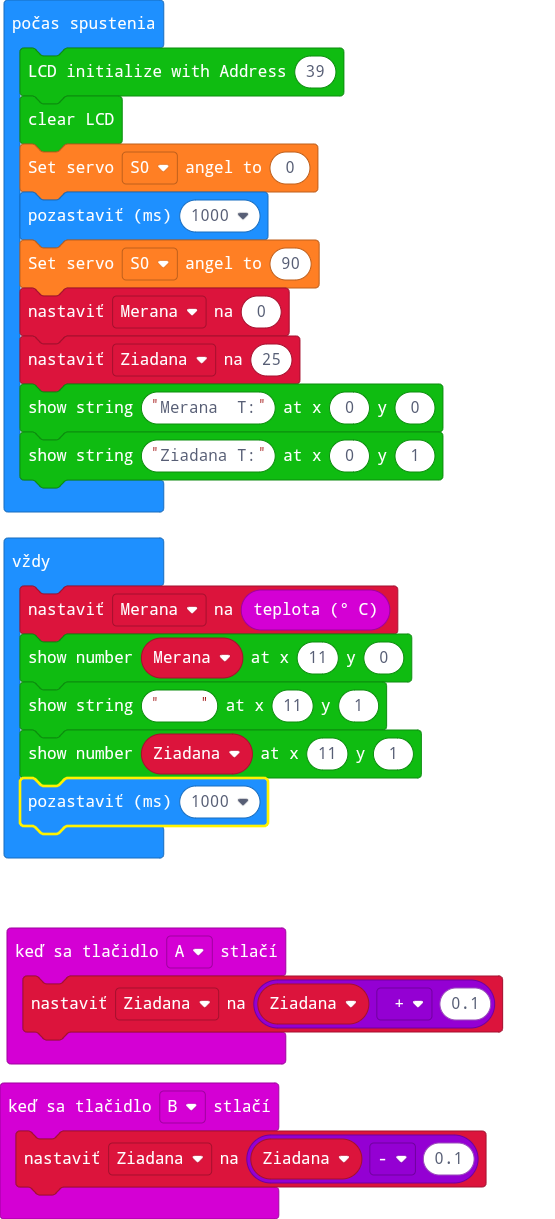 počas spustenia
LCD initialize with Address 39
clear LCD
Set servo S0 angel to 0
pozastaviť (ms) 1000
Set servo S0 angel to 90
nastaviť Merana na 0
nastaviť Ziadana na 25
show string "Merana  T:" at x 0 y 0
show string "Ziadana T:" at x 0 y 1
vždy
nastaviť Merana na teplota (° C)
show number Merana at x 11 y 0
show string "    " at x 11 y 1
show number Ziadana at x 11 y 1
pozastaviť (ms) 1000
keď sa tlačidlo A stlačí
nastaviť Ziadana na Ziadana + 0.1
keď sa tlačidlo B stlačí
nastaviť Ziadana na Ziadana - 0.1